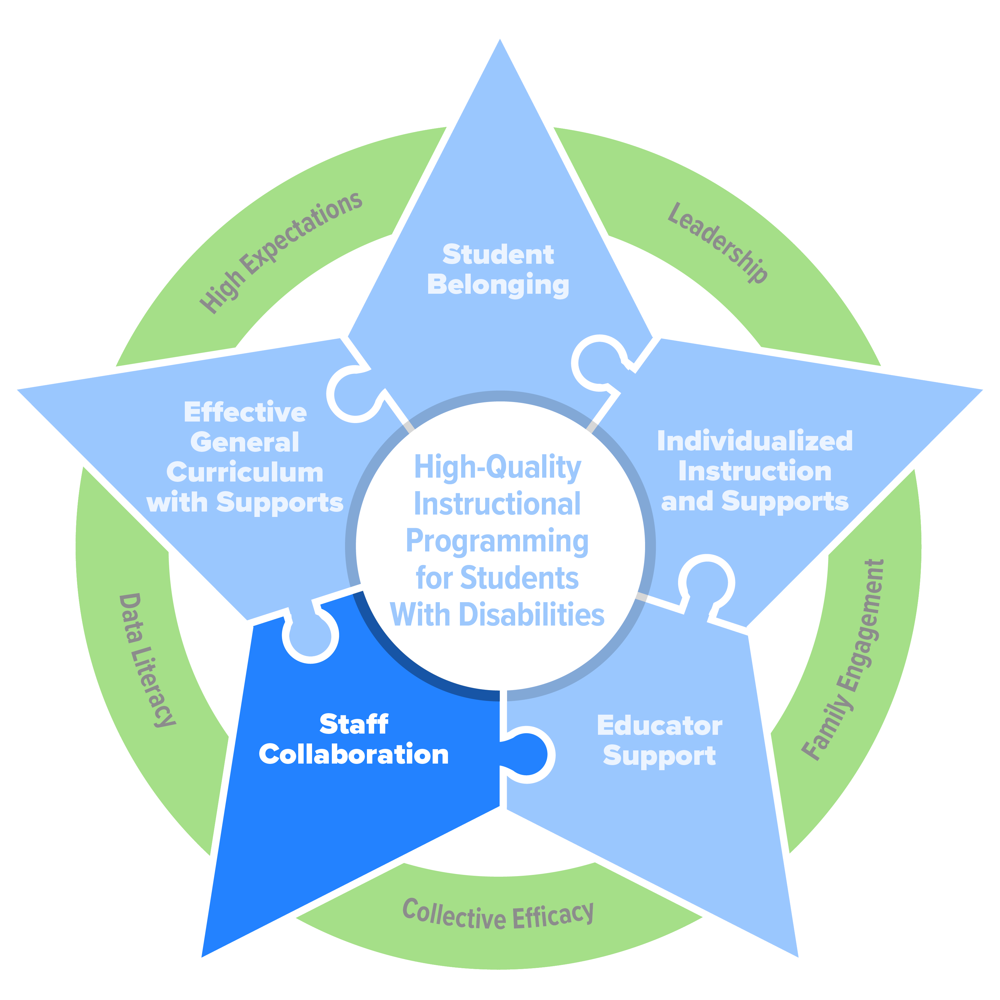 High Expectations
Leadership
Student
Belonging
Effective
General
Curriculum
with Supports
Individualized
Instruction
and Supports
High-Quality
Instructional
Programming
for Students
With Disabilities
Data Literacy
Family Engagement
Staff
Collaboration
Educator
Support
Collective Efficacy